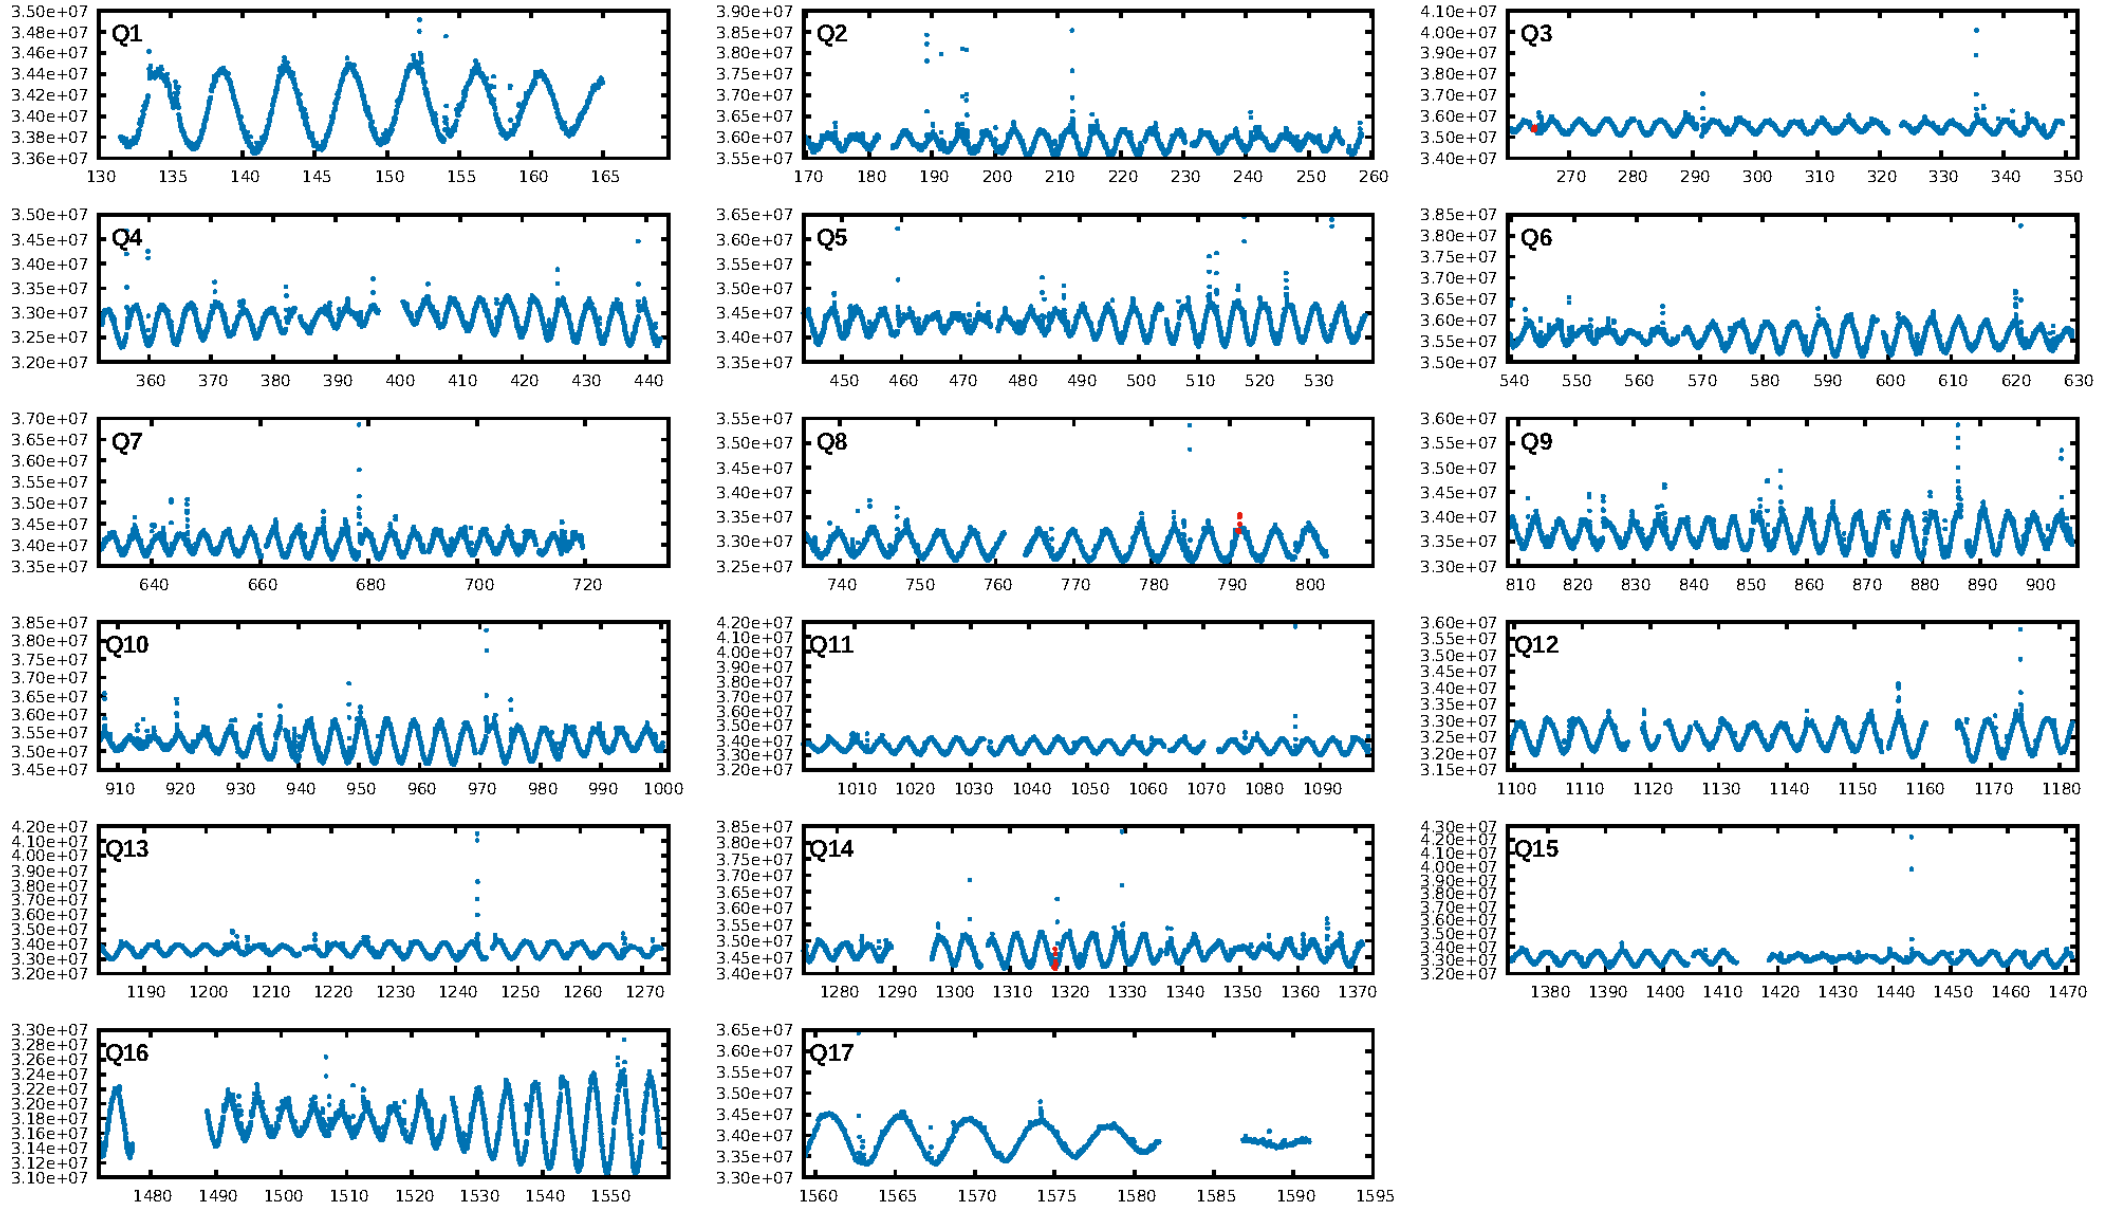 Q1
3.50e+07
3.48e+07
3.46e+07
3.44e+07
3.42e+07
3.40e+07
3.38e+07
3.36e+07
130 135 140 145 150 155 160 165
Q2
3.90e+07
3.85e+07
3.80e+07
3.75e+07
3.70e+07
3.65e+07
3.60e+07
3.55e+07
170 180 190 200 210 220 230 240 250 260
Q3
4.10e+07
4.00e+07
3.90e+07
3.80e+07
3.70e+07
3.60e+07
3.50e+07
3.40e+07
270 280 290 300 310 320 330 340 350
Q4
3.50e+07
3.45e+07
3.40e+07
3.35e+07
3.30e+07
3.25e+07
3.20e+07
360 370 380 390 400 410 420 430 440
Q5
3.65e+07
3.60e+07
3.55e+07
3.50e+07
3.45e+07
3.40e+07
3.35e+07
450 460 470 480 490 500 510 520 530
Q6
3.85e+07
3.80e+07
3.75e+07
3.70e+07
3.65e+07
3.60e+07
3.55e+07
3.50e+07
540 550 560 570 580 590 600 610 620 630
Q7
3.70e+07
3.65e+07
3.60e+07
3.55e+07
3.50e+07
3.45e+07
3.40e+07
3.35e+07
640 660 680 700 720
Q8
3.55e+07
3.50e+07
3.45e+07
3.40e+07
3.35e+07
3.30e+07
3.25e+07
740 750 760 770 780 790 800
Q9
3.60e+07
3.55e+07
3.50e+07
3.45e+07
3.40e+07
3.35e+07
3.30e+07
810 820 830 840 850 860 870 880 890 900
Q10
3.85e+07
3.80e+07
3.75e+07
3.70e+07
3.65e+07
3.60e+07
3.55e+07
3.50e+07
3.45e+07
910 920 930 940 950 960 970 980 990 1000
Q11
4.20e+07
4.10e+07
4.00e+07
3.90e+07
3.80e+07
3.70e+07
3.60e+07
3.50e+07
3.40e+07
3.30e+07
3.20e+07
1010 1020 1030 1040 1050 1060 1070 1080 1090
Q12
3.60e+07
3.55e+07
3.50e+07
3.45e+07
3.40e+07
3.35e+07
3.30e+07
3.25e+07
3.20e+07
3.15e+07
1100 1110 1120 1130 1140 1150 1160 1170 1180
Q13
4.20e+07
4.10e+07
4.00e+07
3.90e+07
3.80e+07
3.70e+07
3.60e+07
3.50e+07
3.40e+07
3.30e+07
3.20e+07
1190 1200 1210 1220 1230 1240 1250 1260 1270
Q14
3.85e+07
3.80e+07
3.75e+07
3.70e+07
3.65e+07
3.60e+07
3.55e+07
3.50e+07
3.45e+07
3.40e+07
1280 1290 1300 1310 1320 1330 1340 1350 1360 1370
Q15
4.30e+07
4.20e+07
4.10e+07
4.00e+07
3.90e+07
3.80e+07
3.70e+07
3.60e+07
3.50e+07
3.40e+07
3.30e+07
3.20e+07
1380 1390 1400 1410 1420 1430 1440 1450 1460 1470
Q16
3.30e+07
3.28e+07
3.26e+07
3.24e+07
3.22e+07
3.20e+07
3.18e+07
3.16e+07
3.14e+07
3.12e+07
3.10e+07
1480 1490 1500 1510 1520 1530 1540 1550
Q17
3.65e+07
3.60e+07
3.55e+07
3.50e+07
3.45e+07
3.40e+07
3.35e+07
3.30e+07
1560 1565 1570 1575 1580 1585 1590 1595